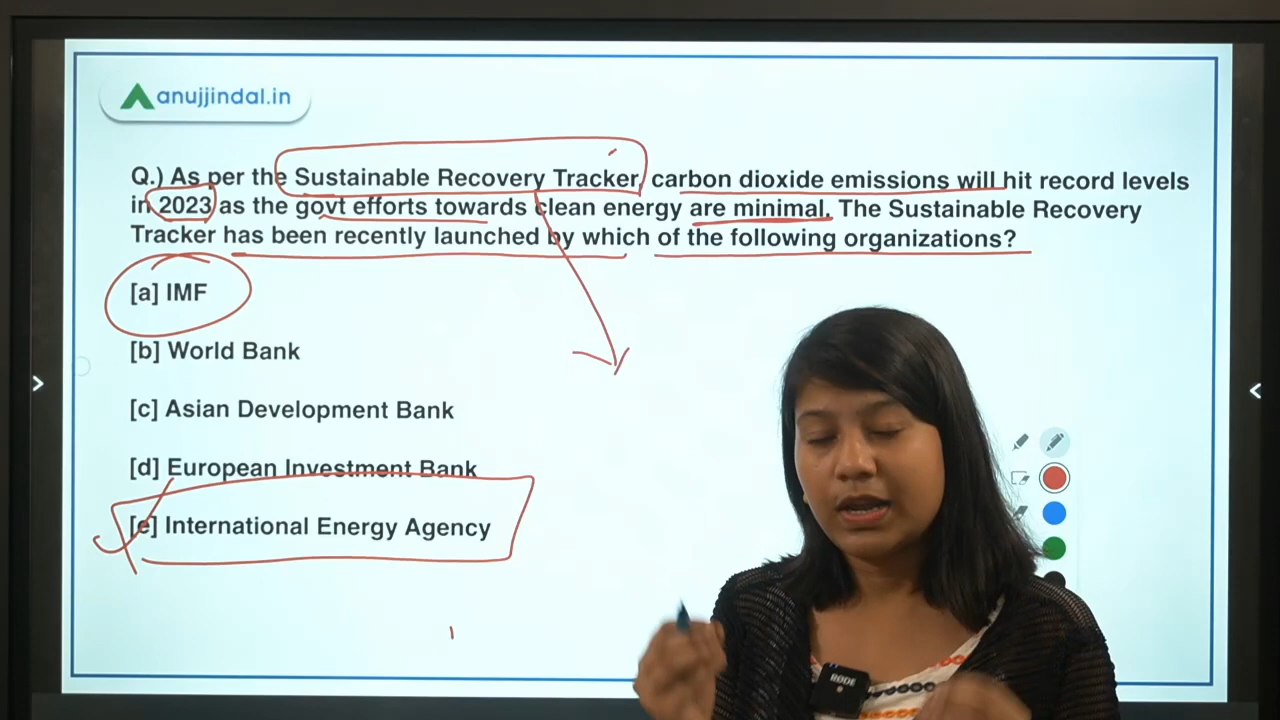 anujjindal.in
Q.) As per the Sustainable Recovery Tracker, carbon dioxide emissions will hit record levels
in 2023 as the govt efforts towards clean energy are minimal. The Sustainable Recovery
Tracker has been recently launched by which of the following organizations?
[a] IMF
[b] World Bank
[c] Asian Development Bank
[d] European Investment Bank
[e] International Energy Agency
RØDE